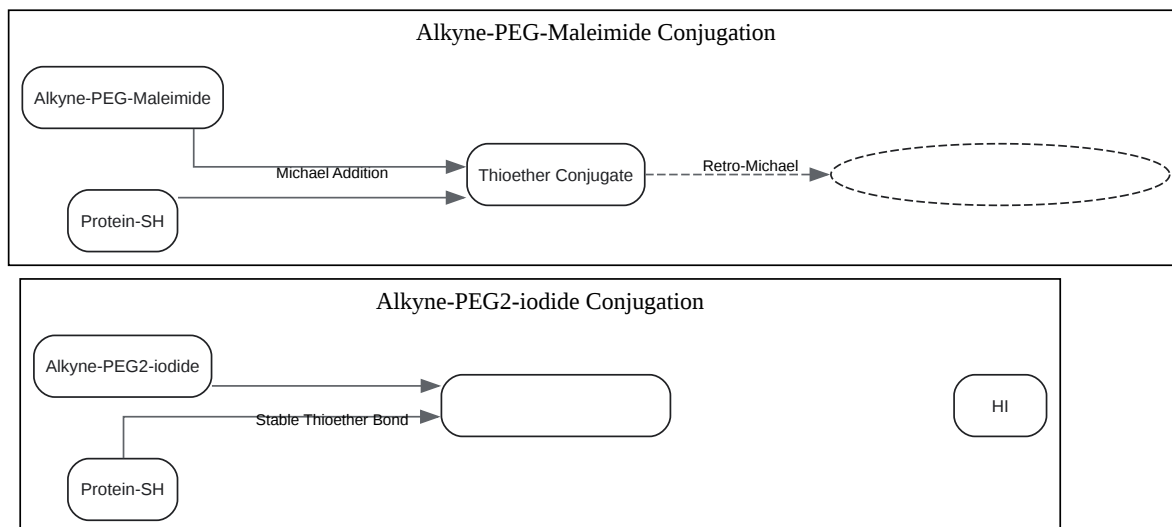 Alkyne-PEG-Maleimide Conjugation
Alkyne-PEG-Maleimide
Michael Addition
Thioether Conjugate
Retro-Michael
Protein-SH
Alkyne-PEG2-iodide Conjugation
Alkyne-PEG2-iodide
Stable Thioether Bond
HI
Protein-SH